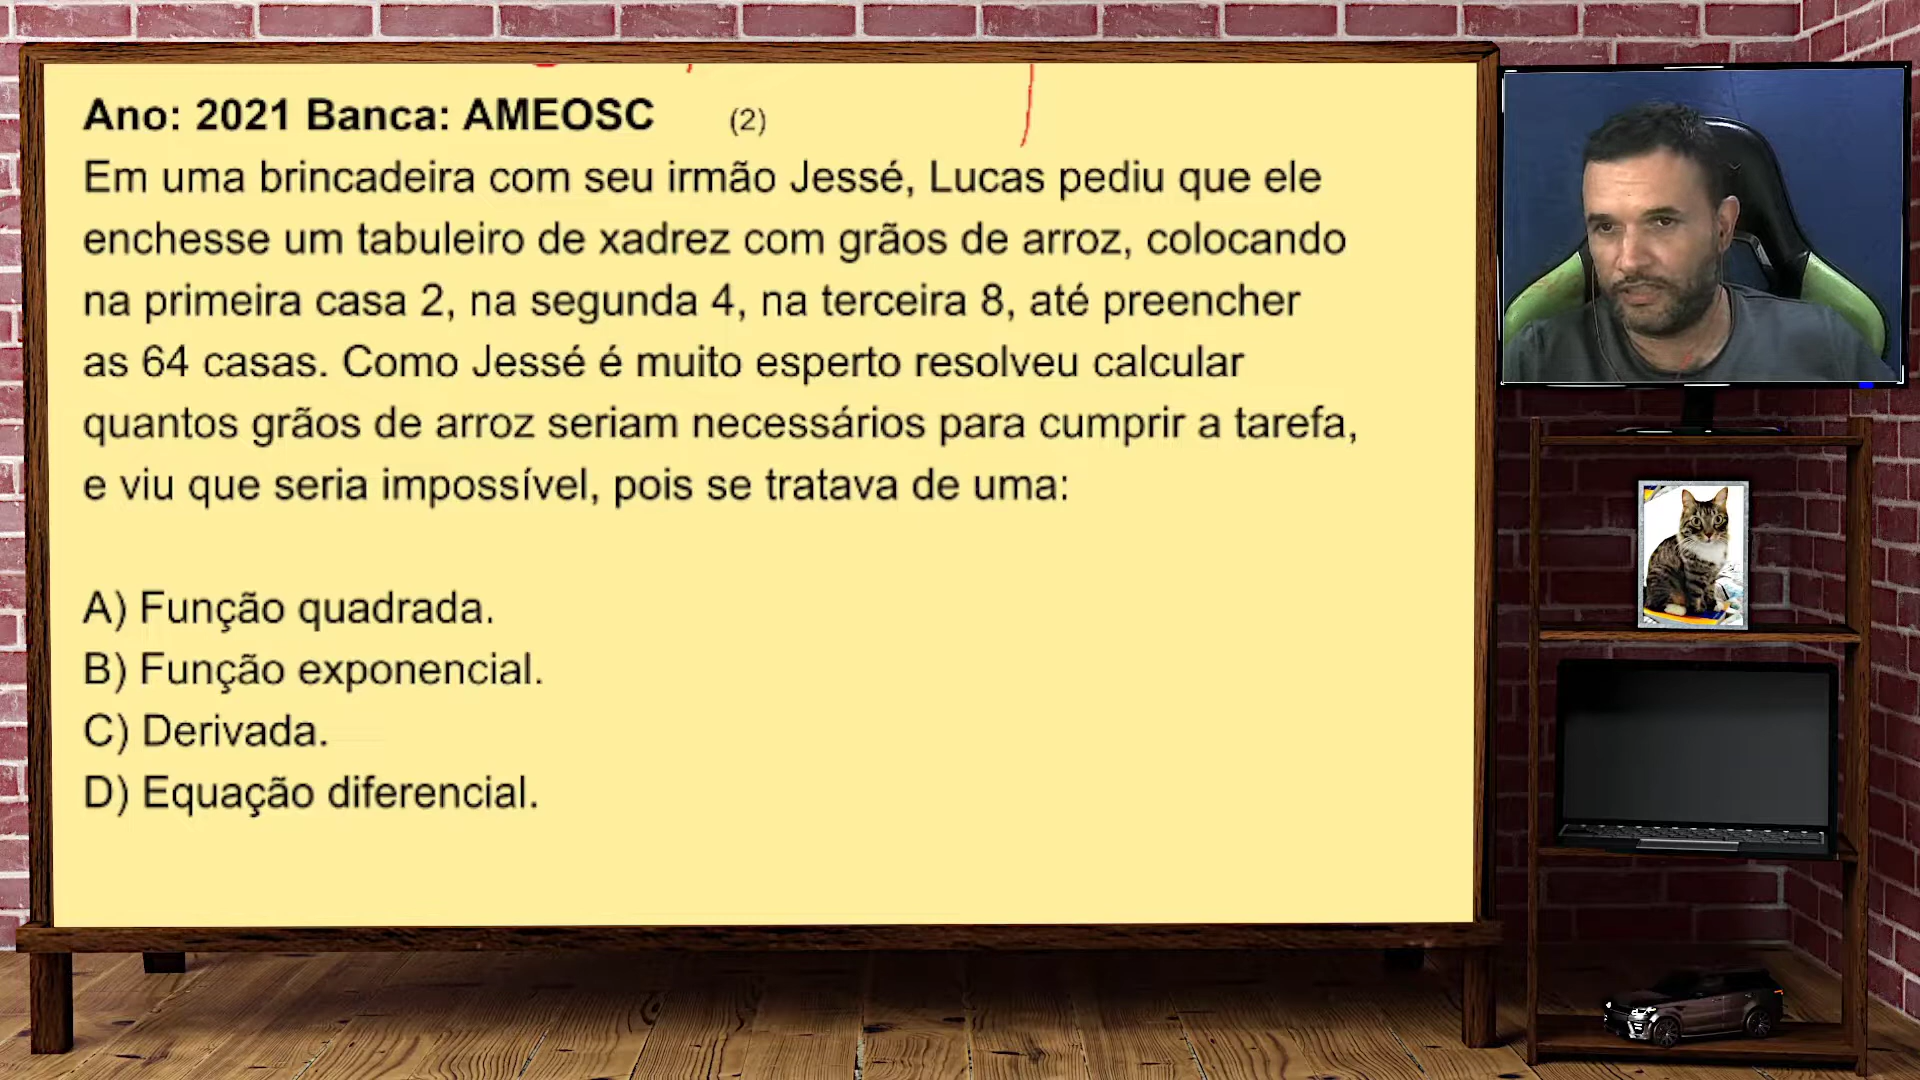 Ano: 2021 Banca: AMEOSC (2)
Em uma brincadeira com seu irmão Jessé, Lucas pediu que ele
enchesse um tabuleiro de xadrez com grãos de arroz, colocando
na primeira casa 2, na segunda 4, na terceira 8, até preencher
as 64 casas. Como Jessé é muito esperto resolveu calcular
quantos grãos de arroz seriam necessários para cumprir a tarefa,
e viu que seria impossível, pois se tratava de uma:
A) Função quadrada.
B) Função exponencial.
C) Derivada.
D) Equação diferencial.